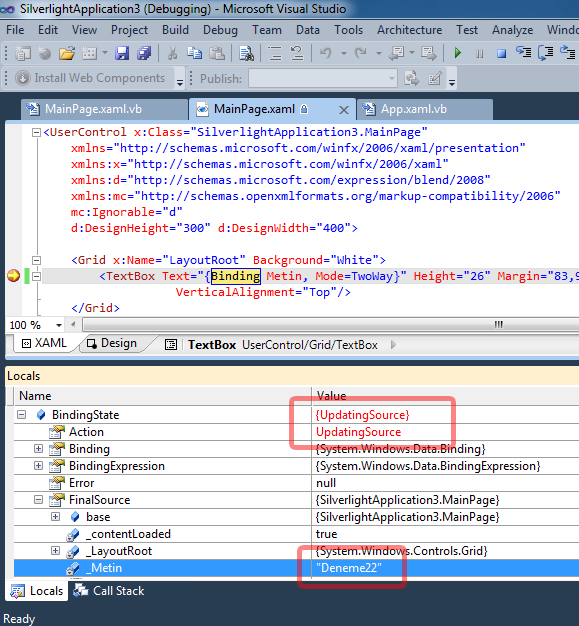 SilverlightApplication3 (Debugging) - Microsoft Visual Studio
File Edit View Project Build Debug Team Data Tools Architecture Test Analyze Windo
Install Web Components Publish:
MainPage.xaml.vb MainPage.xaml App.xaml.vb
<UserControl x:Class="SilverlightApplication3.MainPage"
xmlns="http://schemas.microsoft.com/winfx/2006/xaml/presentation"
xmlns:x="http://schemas.microsoft.com/winfx/2006/xaml"
xmlns:d="http://schemas.microsoft.com/expression/blend/2008"
xmlns:mc="http://schemas.openxmlformats.org/markup-compatibility/2006"
mc:Ignorable="d"
d:DesignHeight="300" d:DesignWidth="400">
<Grid x:Name="LayoutRoot" Background="White">
<TextBox Text="{Binding Metin, Mode=TwoWay}" Height="26" Margin="83,9
VerticalAlignment="Top"/>
</Grid>
100 %
XAML Design TextBox UserControl/Grid/TextBox
Locals
Name Value
BindingState {UpdatingSource}
Action UpdatingSource
Binding {System.Windows.Data.Binding}
BindingExpression {System.Windows.Data.BindingExpression}
Error null
FinalSource {SilverlightApplication3.MainPage}
base {SilverlightApplication3.MainPage}
_contentLoaded true
_LayoutRoot {System.Windows.Controls.Grid}
_Metin "Deneme22"
Locals Call Stack
Ready